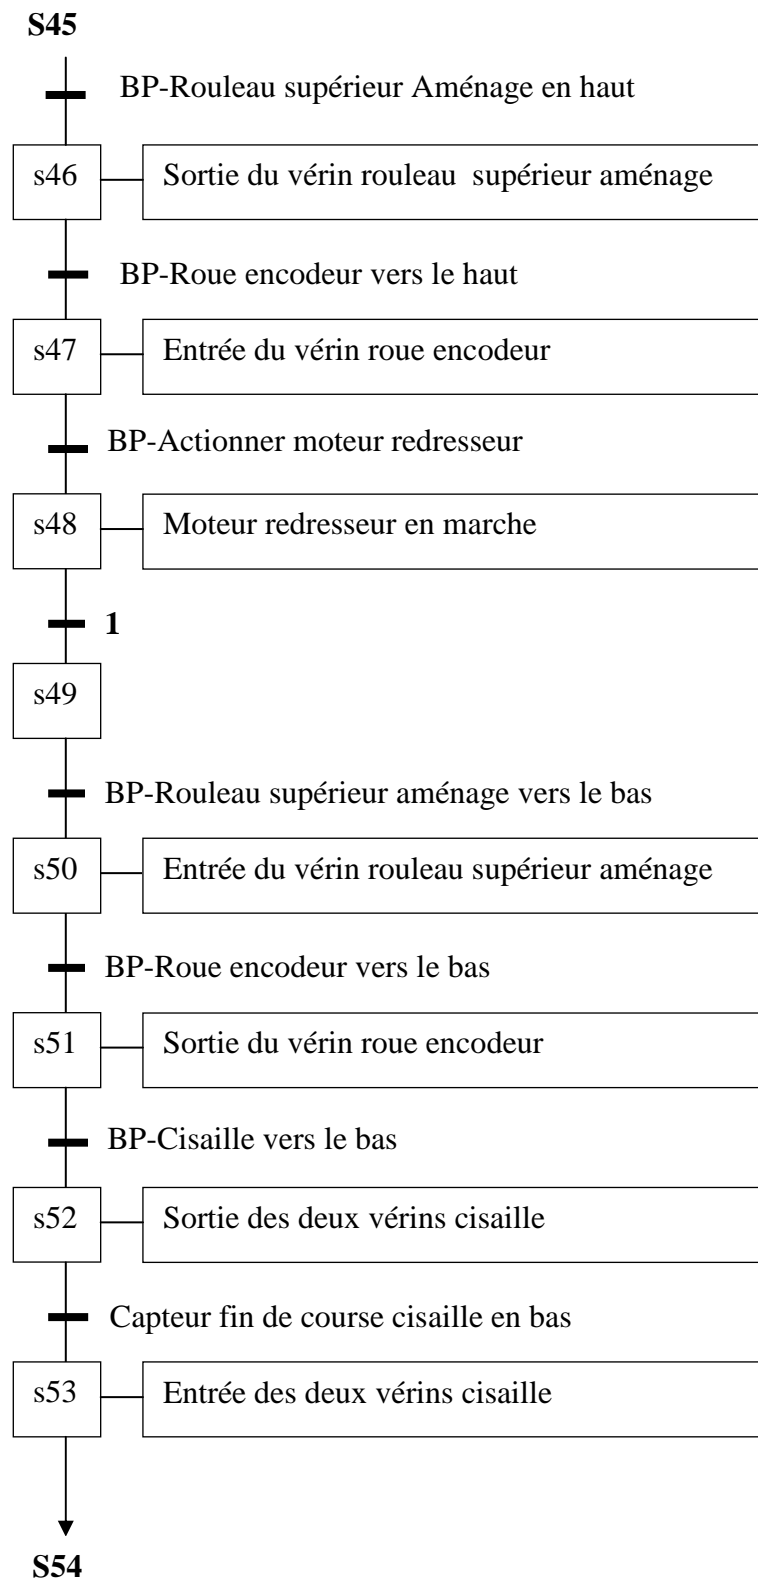 S45
BP-Rouleau supérieur Aménage en haut
s46 Sortie du vérin rouleau supérieur aménage
BP-Roue encodeur vers le haut
s47 Entrée du vérin roue encodeur
BP-Actionner moteur redresseur
s48 Moteur redresseur en marche
1
s49
BP-Rouleau supérieur aménage vers le bas
s50 Entrée du vérin rouleau supérieur aménage
BP-Roue encodeur vers le bas
s51 Sortie du vérin roue encodeur
BP-Cisaille vers le bas
s52 Sortie des deux vérins cisaille
Capteur fin de course cisaille en bas
s53 Entrée des deux vérins cisaille
S54